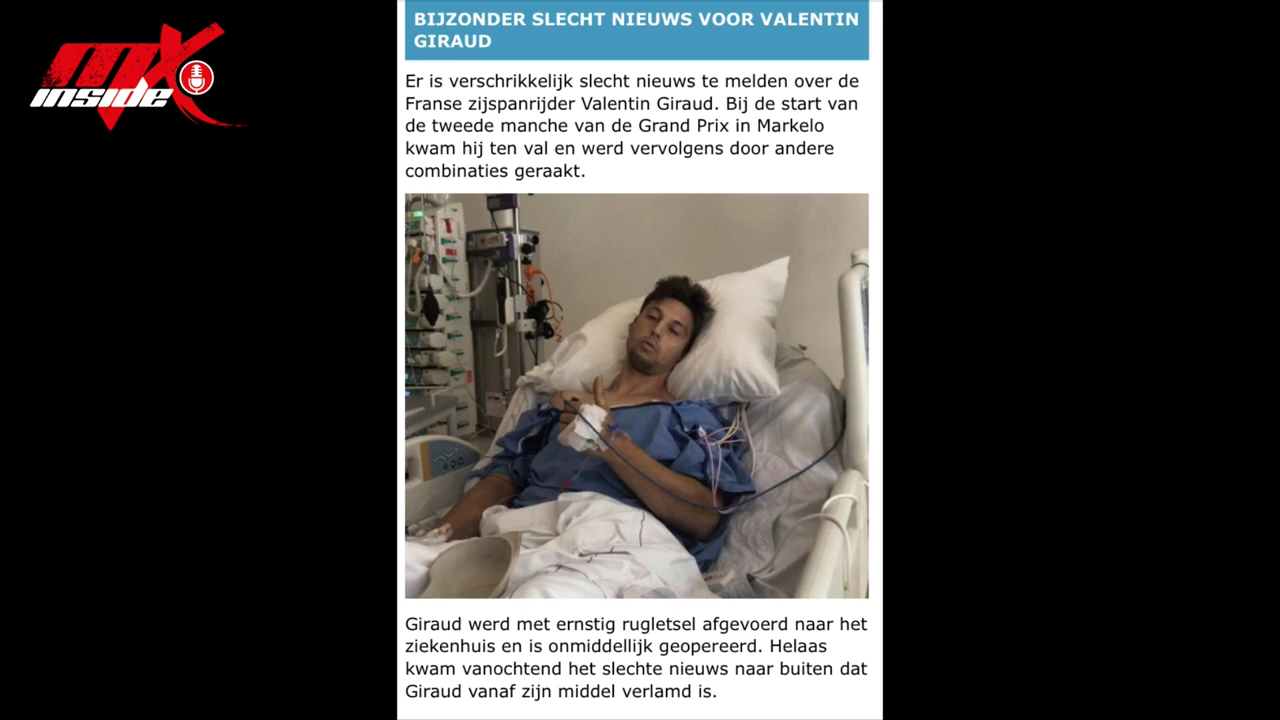 MX
inside
BIJZONDER SLECHT NIEUWS VOOR VALENTIN
GIRAUD
Er is verschrikkelijk slecht nieuws te melden over de
Franse zijspanrijder Valentin Giraud. Bij de start van
de tweede manche van de Grand Prix in Markelo
kwam hij ten val en werd vervolgens door andere
combinaties geraakt.
Giraud werd met ernstig rugletsel afgevoerd naar het
ziekenhuis en is onmiddellijk geopereerd. Helaas
kwam vanochtend het slechte nieuws naar buiten dat
Giraud vanaf zijn middel verlamd is.